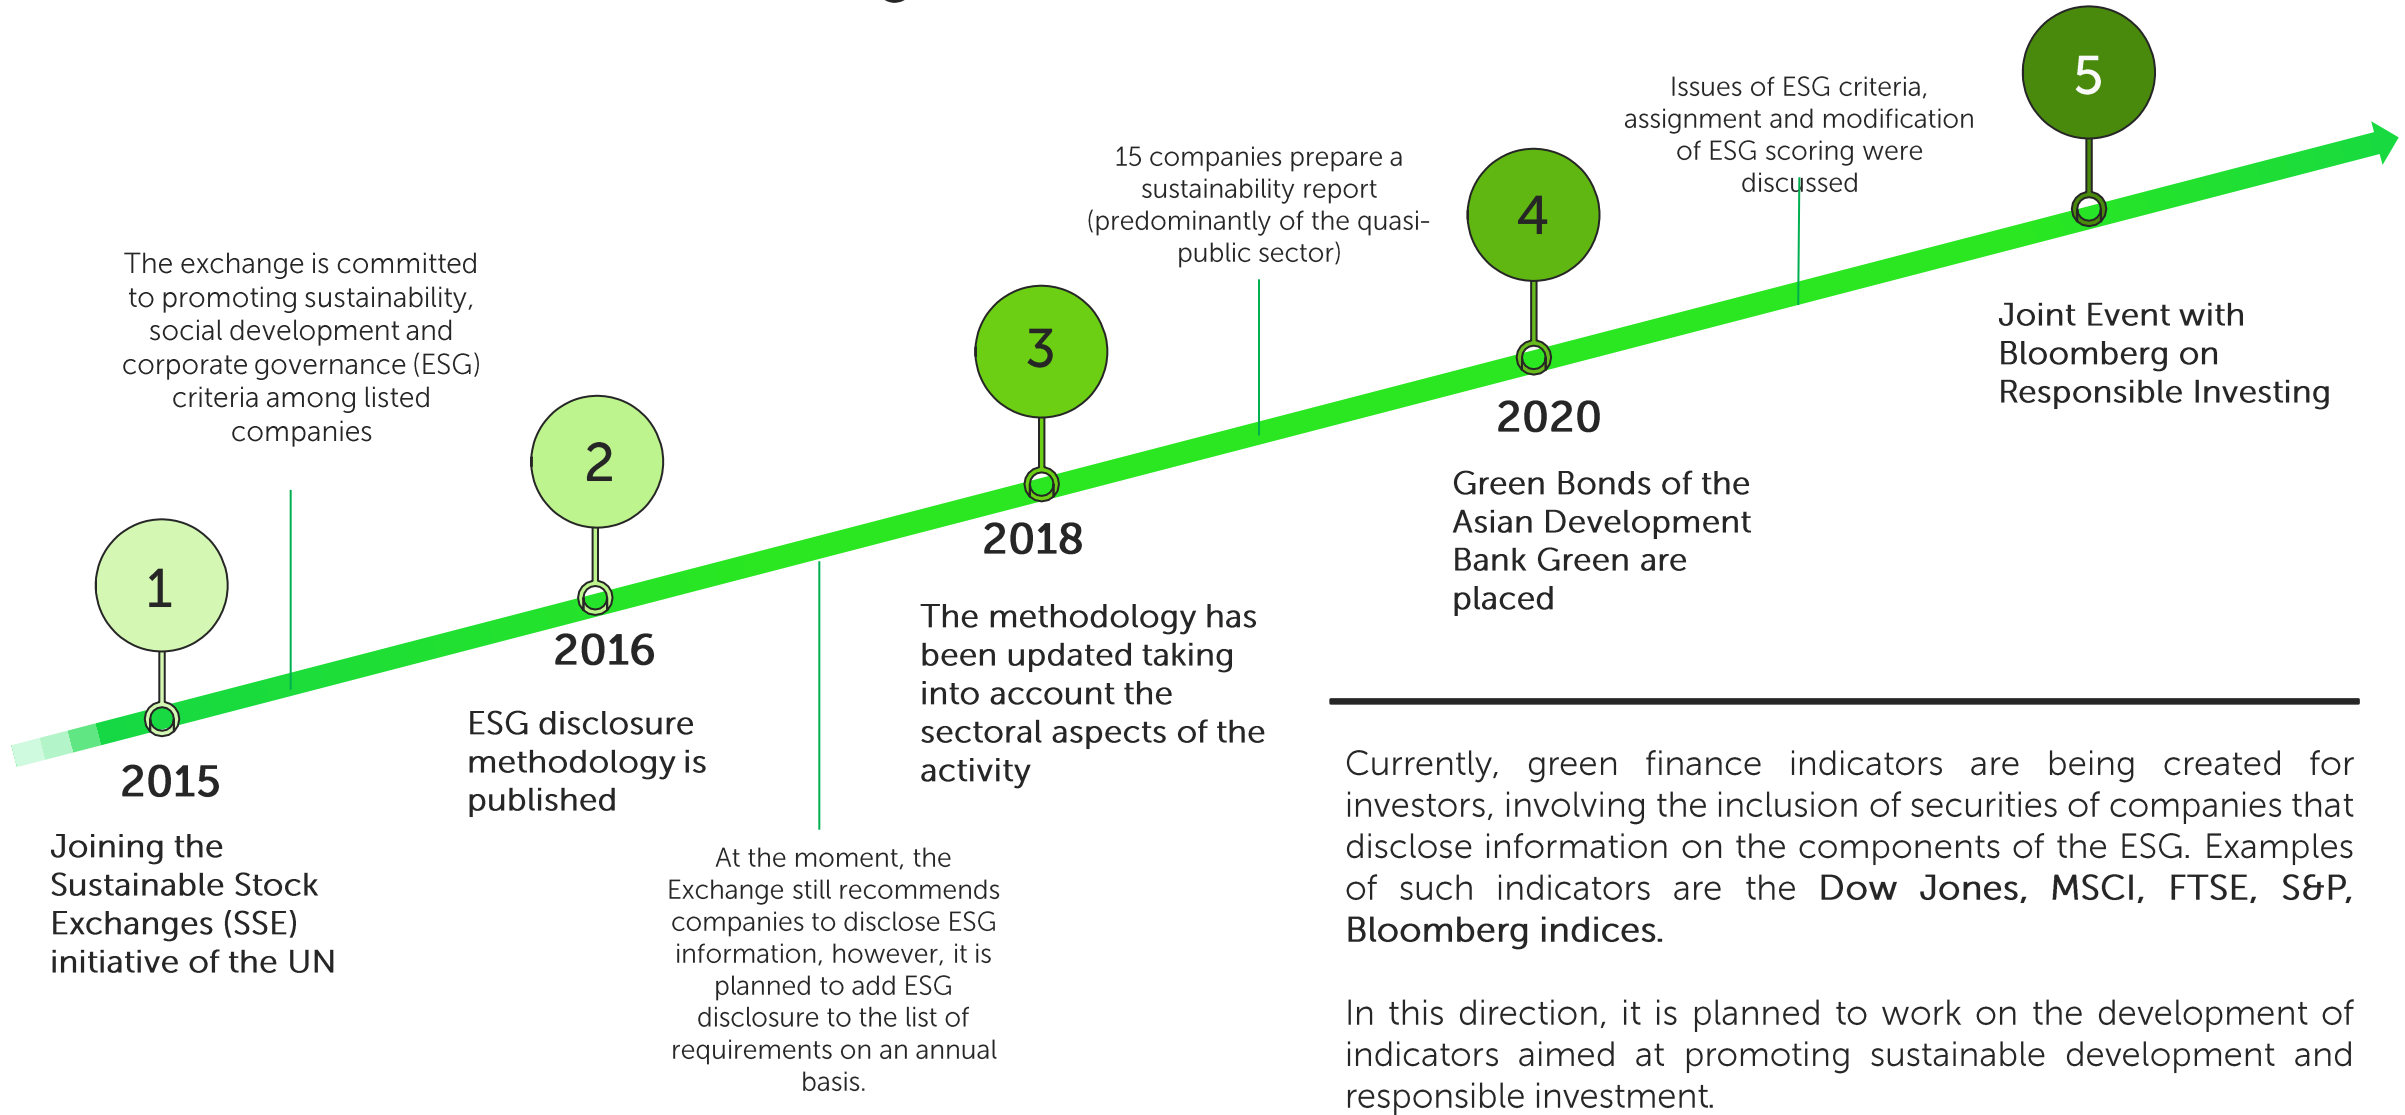 The exchange is committed
to promoting sustainability,
social development and
corporate governance (ESG)
criteria among listed
companies
1
2015
Joining the
Sustainable Stock
Exchanges (SSE)
initiative of the UN
2
2016
ESG disclosure
methodology is
published
At the moment, the
Exchange still recommends
companies to disclose ESG
information, however, it is
planned to add ESG
disclosure to the list of
requirements on an annual
basis.
3
2018
The methodology has
been updated taking
into account the
sectoral aspects of the
activity
15 companies prepare a
sustainability report
(predominantly of the quasi-
public sector)
4
2020
Green Bonds of the
Asian Development
Bank Green are
placed
Issues of ESG criteria,
assignment and modification
of ESG scoring were
discussed
5
Joint Event with
Bloomberg on
Responsible Investing
Currently, green finance indicators are being created for
investors, involving the inclusion of securities of companies that
disclose information on the components of the ESG. Examples
of such indicators are the Dow Jones, MSCI, FTSE, S&P,
Bloomberg indices.
In this direction, it is planned to work on the development of
indicators aimed at promoting sustainable development and
responsible investment.